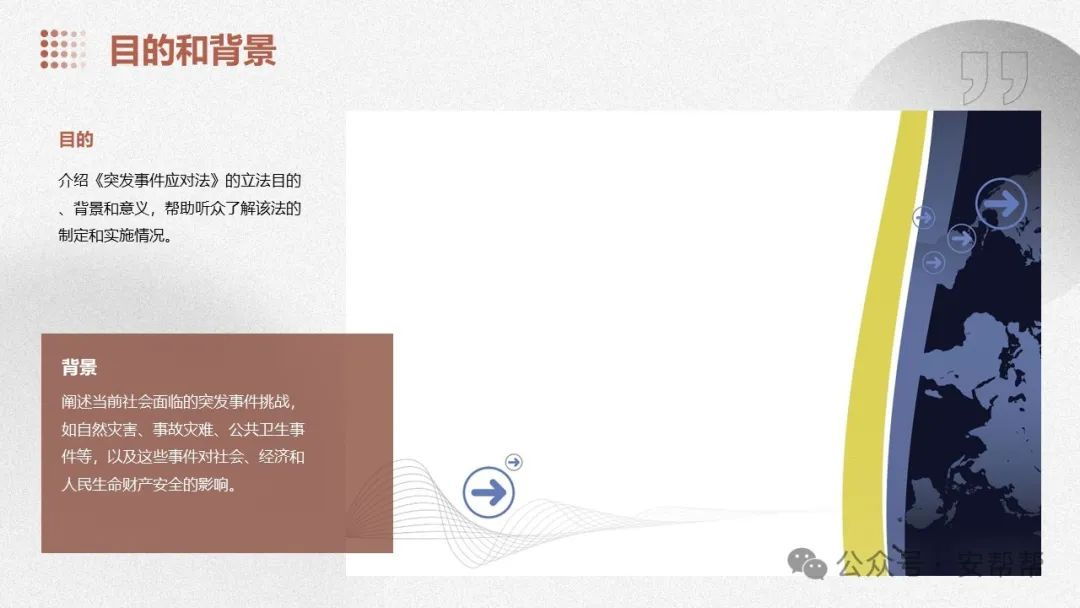 目的和背景
目的
介绍《突发事件应对法》的立法目的
、背景和意义，帮助听众了解该法的
制定和实施情况。
背景
阐述当前社会面临的突发事件挑战，
如自然灾害、事故灾难、公共卫生事
件等，以及这些事件对社会、经济和
人民生命财产安全的影响。
公众号·安帮帮